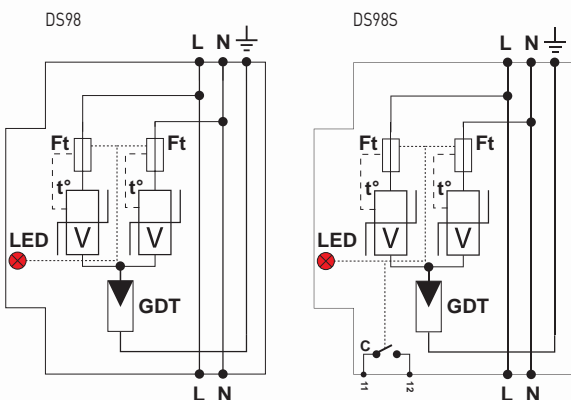 DS98
L N
Ft Ft
t° t°
V V
LED
GDT
L N
DS98S
L N
Ft Ft
t° t°
V V
LED
GDT
C
11 12
L N